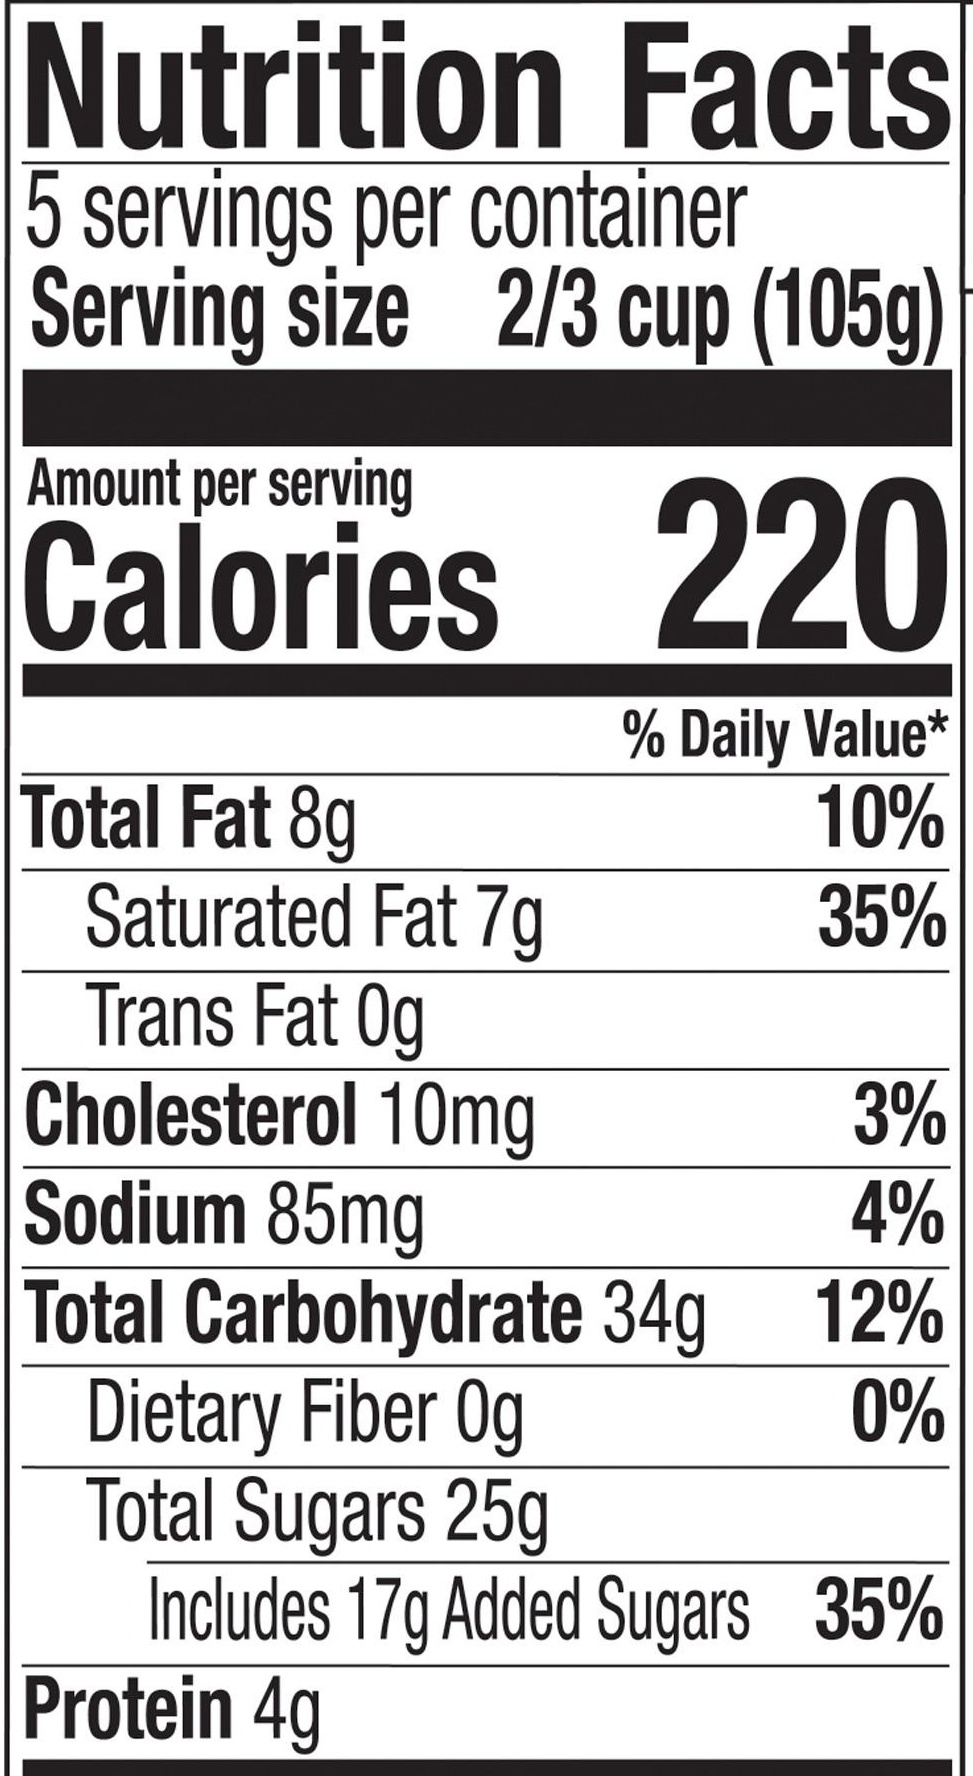 Nutrition Facts
5 servings per container
Serving size 2/3 cup (105g)
Amount per serving
Calories 220
% Daily Value*
Total Fat 8g 10%
Saturated Fat 7g 35%
Trans Fat 0g
Cholesterol 10mg 3%
Sodium 85mg 4%
Total Carbohydrate 34g 12%
Dietary Fiber 0g 0%
Total Sugars 25g
Includes 17g Added Sugars 35%
Protein 4g